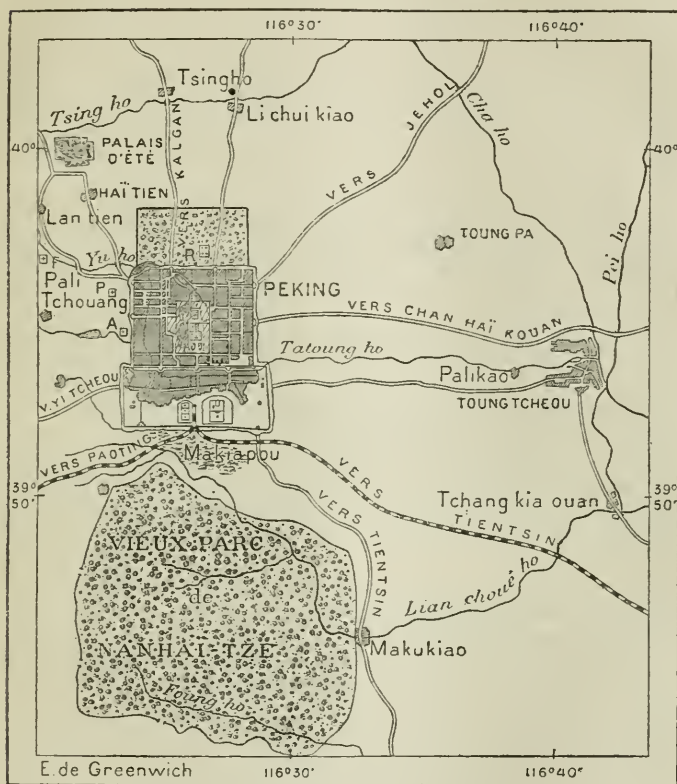 116°30'
116°40'
Tsingho
Tsing ho
Li chui kiao
JEHOL
Cha ho
KALGAN
40°
PALAIS
D'ÉTÉ
40°
VERS
VERS
HAÏ TIEN
Lan tien
TOUNG PA
Pei ho
Yu ho
R
F
Pali
Tchouang
P
PEKING
VERS CHAN HAÏ KOUAN
A
Tatoung ho
Palikao
V. YI TCHEOU
TOUNG TCHEOU
VERS PAOTING
Makiapou
VERS
TIENTSIN
39°
50'
Tchang kia ouan
39°
50'
VERS TIENTSIN
VIEUX PARC
de
NANHAI-TZE
Lian choué ho
Makukiao
Foung ho
E. de Greenwich
116°30'
116°40'